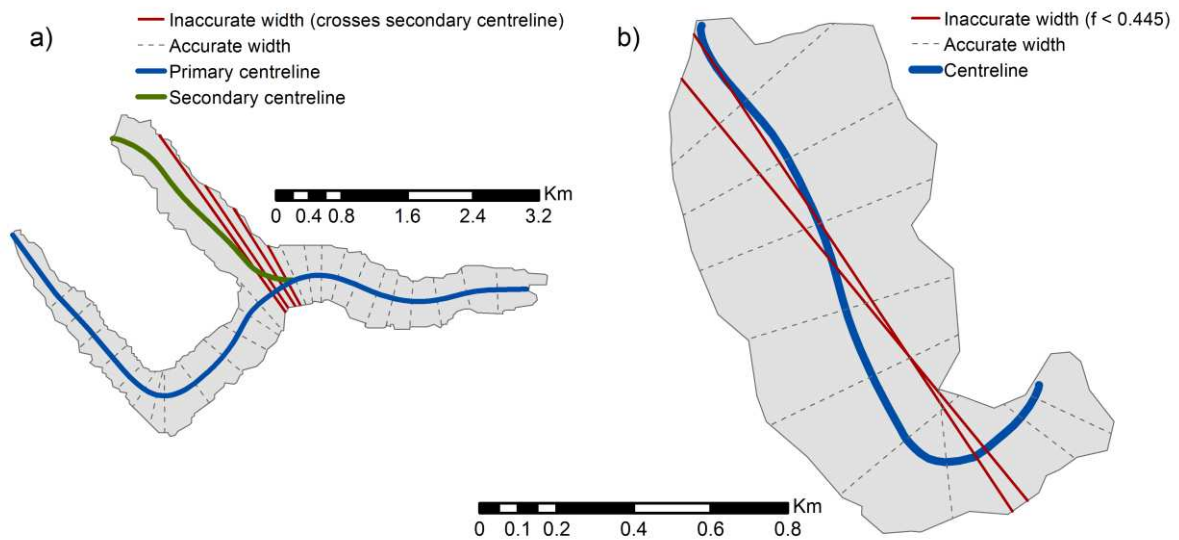 a)
Inaccurate width (crosses secondary centreline)
Accurate width
Primary centreline
Secondary centreline
Km
0 0.4 0.8 1.6 2.4 3.2
b)
Inaccurate width (f < 0.445)
Accurate width
Centreline
Km
0 0.1 0.2 0.4 0.6 0.8